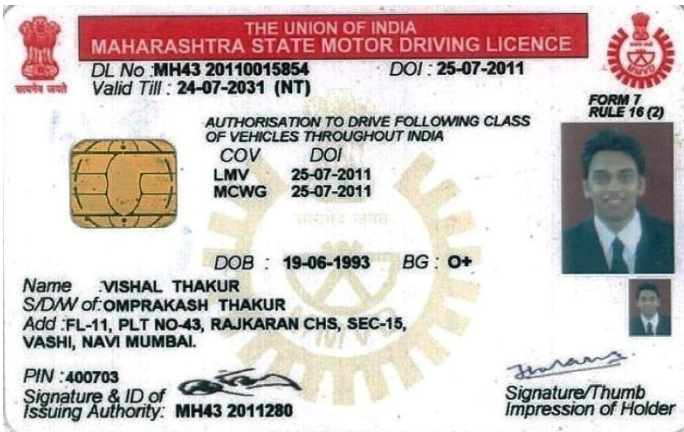 THE UNION OF INDIA
MAHARASHTRA STATE MOTOR DRIVING LICENCE
सत्यमेव जयते
DL No :MH43 20110015854 DOI : 25-07-2011
Valid Till : 24-07-2031 (NT)
FORM 7
RULE 16 (2)
AUTHORISATION TO DRIVE FOLLOWING CLASS
OF VEHICLES THROUGHOUT INDIA
COV DOI
LMV 25-07-2011
MCWG 25-07-2011
DOB : 19-06-1993 BG : O+
Name :VISHAL THAKUR
S/D/W of:OMPRAKASH THAKUR
Add :FL-11, PLT NO-43, RAJKARAN CHS, SEC-15,
VASHI, NAVI MUMBAI.
PIN :400703
Signature & ID of
Issuing Authority: MH43 2011280
Signature/Thumb
Impression of Holder